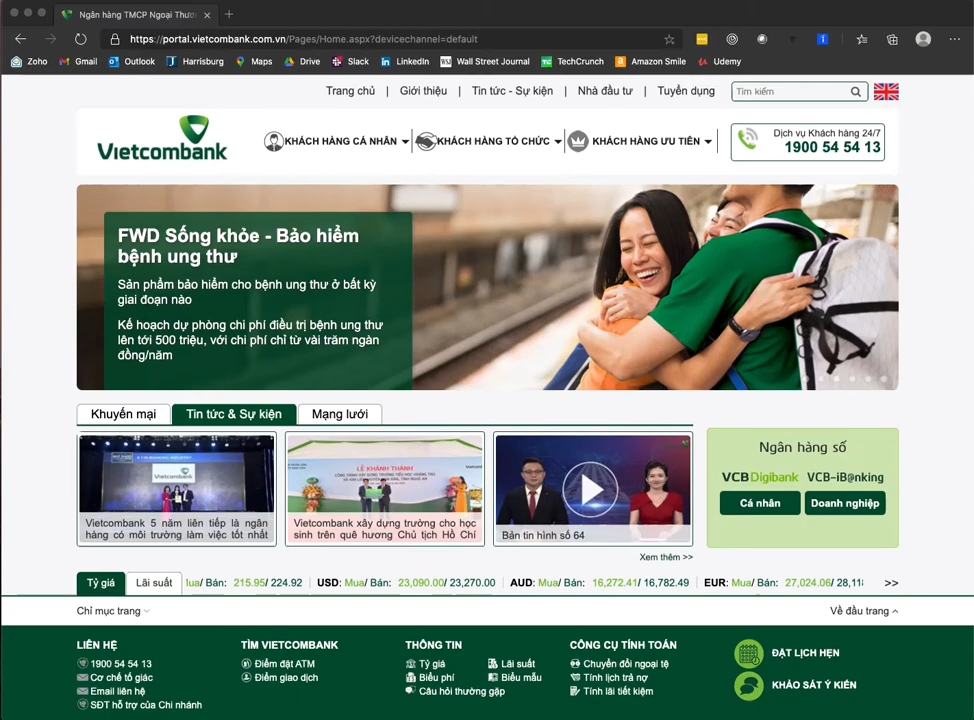 Ngân hàng TMCP Ngoại Thươ
https://portal.vietcombank.com.vn/Pages/Home.aspx?devicechannel=default
Zoho
Gmail
Outlook
Harrisburg
Maps
Drive
Slack
LinkedIn
Wall Street Journal
TechCrunch
Amazon Smile
Udemy
Trang chủ | Giới thiệu | Tin tức - Sự kiện | Nhà đầu tư | Tuyển dụng
Tìm kiếm
Vietcombank
KHÁCH HÀNG CÁ NHÂN
KHÁCH HÀNG TỔ CHỨC
KHÁCH HÀNG ƯU TIÊN
Dịch vụ Khách hàng 24/7
1900 54 54 13
FWD Sống khỏe - Bảo hiểm
bệnh ung thư
Sản phẩm bảo hiểm cho bệnh ung thư ở bất kỳ
giai đoạn nào
Kế hoạch dự phòng chi phí điều trị bệnh ung thư
lên tới 500 triệu, với chi phí chỉ từ vài trăm ngàn
đồng/năm
Khuyến mại
Tin tức & Sự kiện
Mạng lưới
Vietcombank
LỄ KHÁNH THÀNH
Vietcombank 5 năm liên tiếp là ngân
hàng có môi trường làm việc tốt nhất
Vietcombank xây dựng trường cho học
sinh trên quê hương Chủ tịch Hồ Chí
Bản tin hình số 64
Xem thêm >>
Ngân hàng số
VCB Digibank
VCB-iB@nking
Cá nhân
Doanh nghiệp
Tỷ giá
Lãi suất
lua/ Bán: 215.95/ 224.92 USD: Mua/ Bán: 23,090.00/ 23,270.00 AUD: Mua/ Bán: 16,272.41/ 16,782.49 EUR: Mua/ Bán: 27,024.06/ 28,118 >>
Chỉ mục trang
Về đầu trang
LIÊN HỆ
1900 54 54 13
Cơ chế tố giác
Email liên hệ
SĐT hỗ trợ của Chi nhánh
TÌM VIETCOMBANK
Điểm đặt ATM
Điểm giao dịch
THÔNG TIN
Tỷ giá
Lãi suất
Biểu phí
Biểu mẫu
Câu hỏi thường gặp
CÔNG CỤ TÍNH TOÁN
Chuyển đổi ngoại tệ
Tính lịch trả nợ
Tính lãi tiết kiệm
ĐẶT LỊCH HẸN
KHẢO SÁT Ý KIẾN